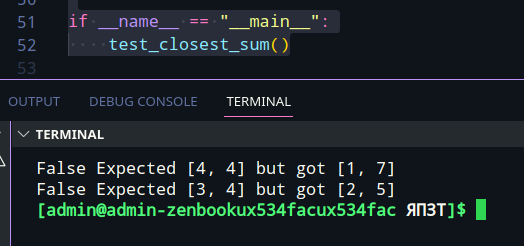 51 if __name__ == "__main__":
52     test_closest_sum()
53
OUTPUT DEBUG CONSOLE TERMINAL
TERMINAL
False Expected [4, 4] but got [1, 7]
False Expected [3, 4] but got [2, 5]
[admin@admin-zenbookux534facux534fac ЯПЗТ]$